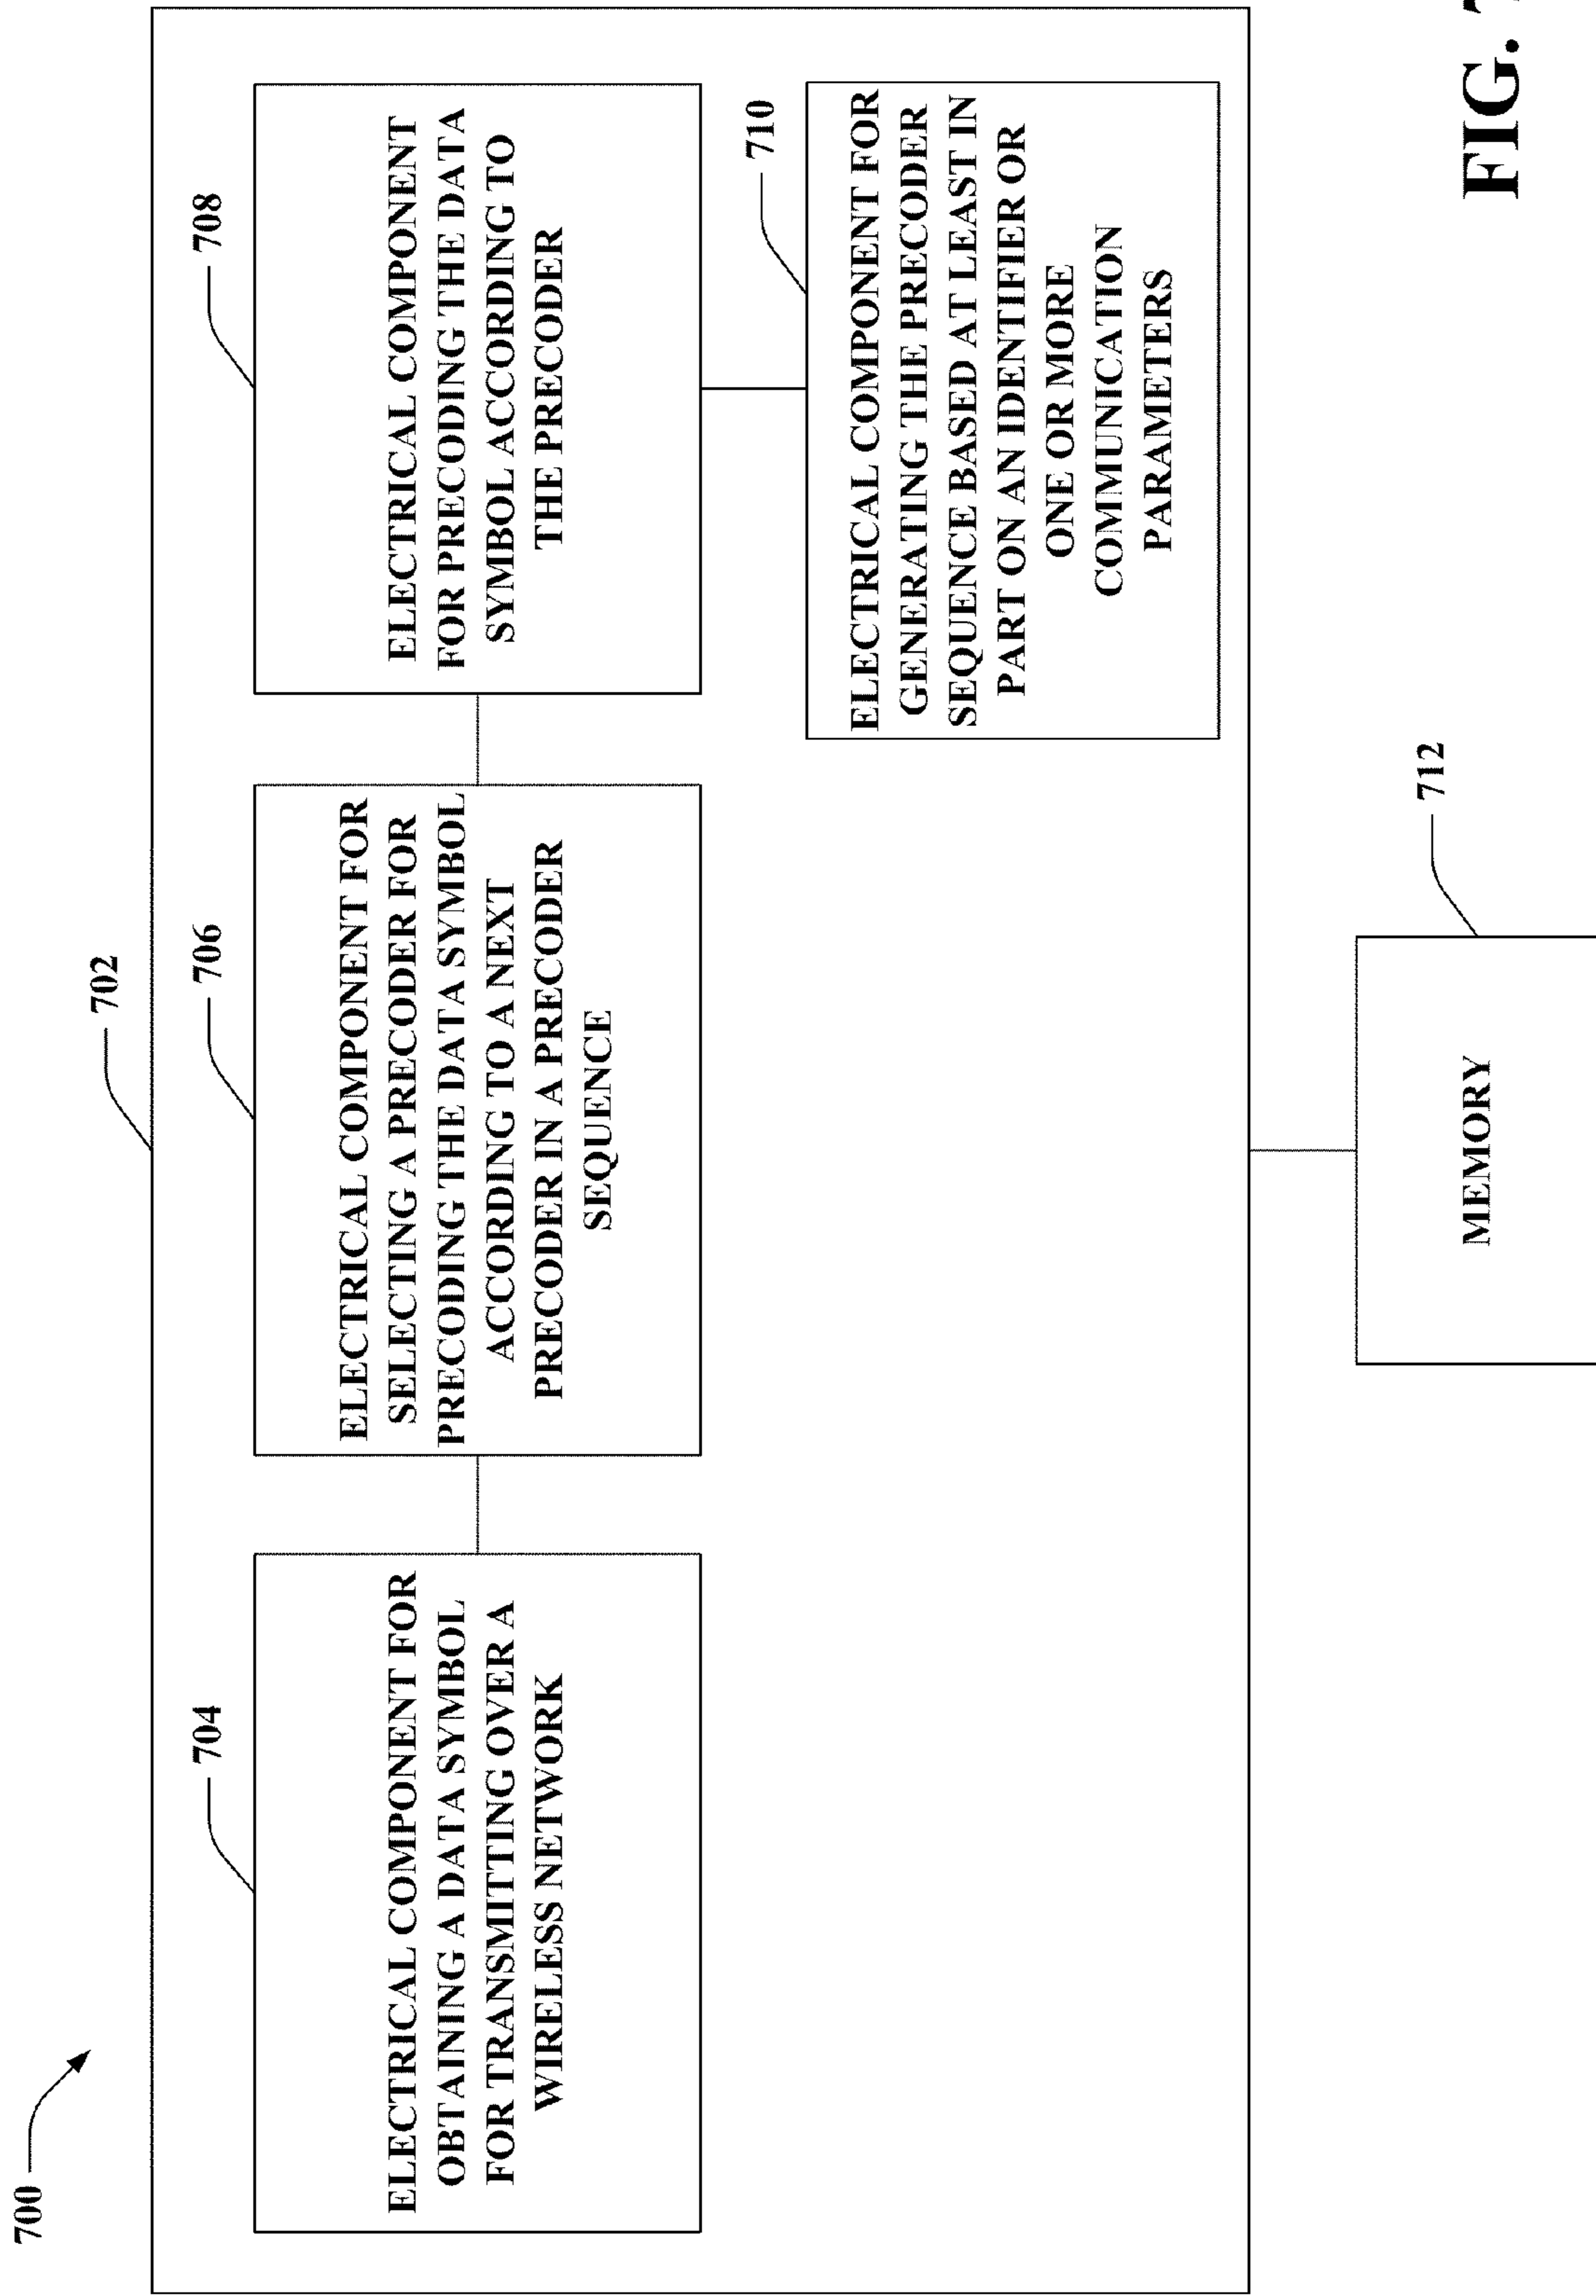 700
702
704
ELECTRICAL COMPONENT FOR
OBTAINING A DATA SYMBOL
FOR TRANSMITTING OVER A
WIRELESS NETWORK
706
ELECTRICAL COMPONENT FOR
SELECTING A PRECODER FOR
PRECODING THE DATA SYMBOL
ACCORDING TO A NEXT
PRECODER IN A PRECODER
SEQUENCE
708
ELECTRICAL COMPONENT
FOR PRECODING THE DATA
SYMBOL ACCORDING TO
THE PRECODER
710
ELECTRICAL COMPONENT FOR
GENERATING THE PRECODER
SEQUENCE BASED AT LEAST IN
PART ON AN IDENTIFIER OR
ONE OR MORE
COMMUNICATION
PARAMETERS
712
MEMORY
FIG.